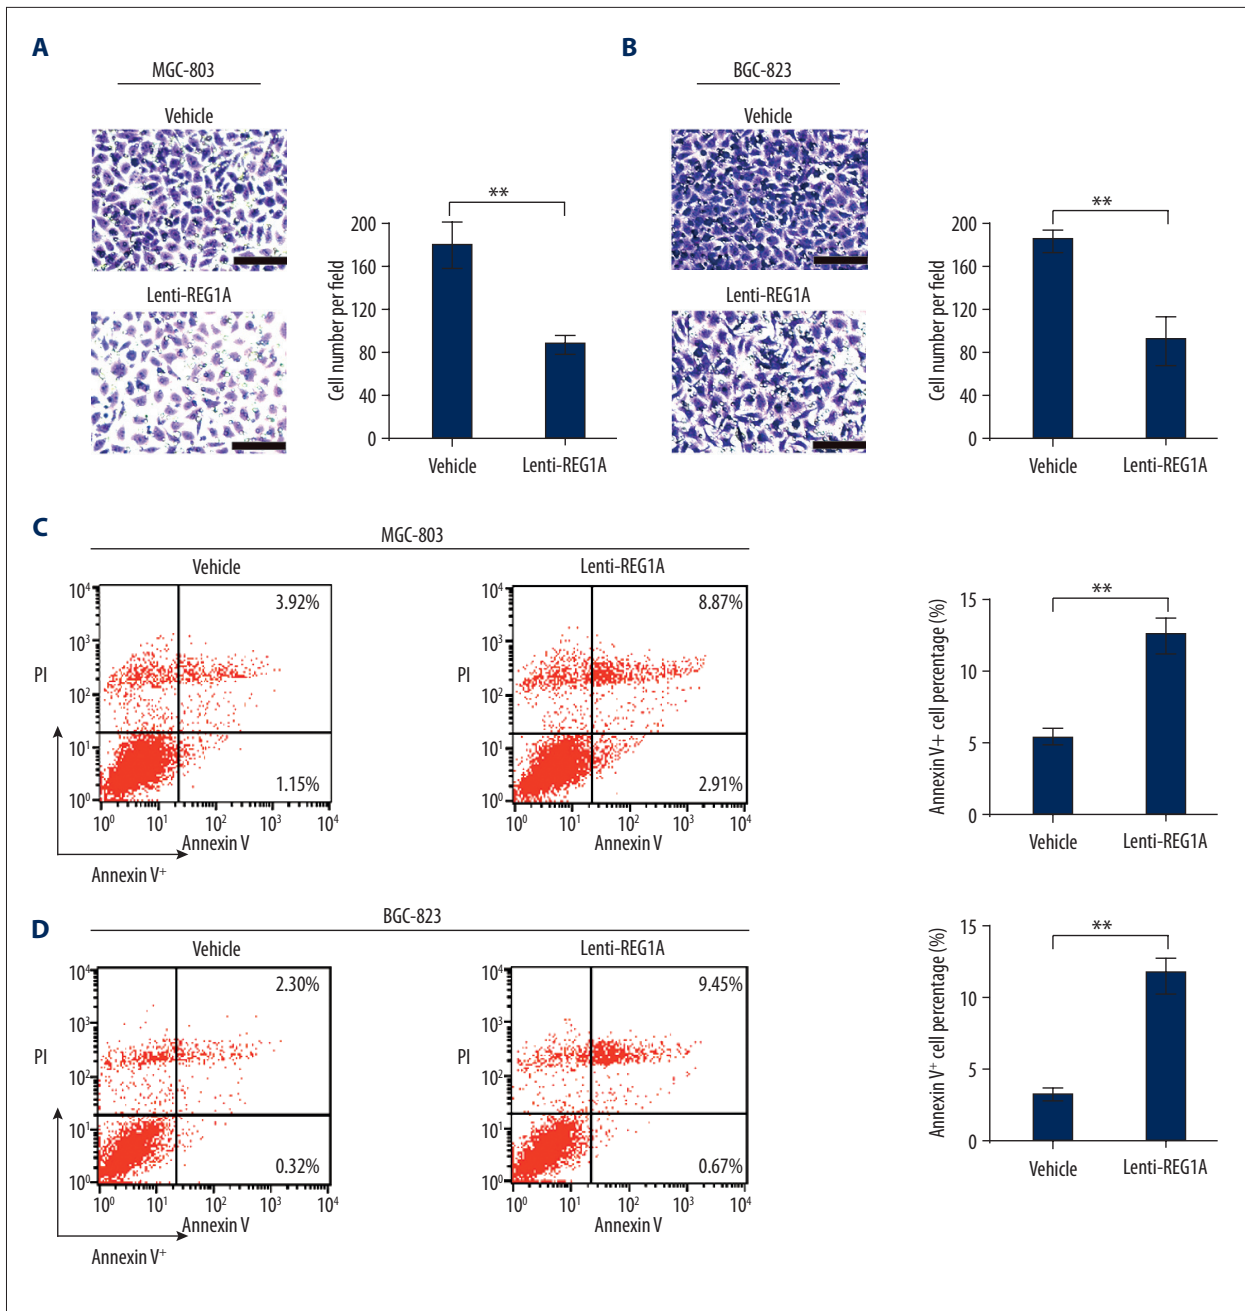 A
MGC-803
Vehicle
Lenti-REG1A
Cell number per field
200
160
120
80
40
0
**
Vehicle
Lenti-REG1A
B
BGC-823
Vehicle
Lenti-REG1A
Cell number per field
200
160
120
80
40
0
**
Vehicle
Lenti-REG1A
C
MGC-803
Vehicle
PI
10⁴
10³
10²
10¹
10⁰
3.92%
1.15%
10⁰ 10¹ 10² 10³ 10⁴
Annexin V
Annexin V⁺
Lenti-REG1A
PI
10⁴
10³
10²
10¹
10⁰
8.87%
2.91%
10⁰ 10¹ 10² 10³ 10⁴
Annexin V
Annexin V+ cell percentage (%)
15
10
5
0
**
Vehicle
Lenti-REG1A
D
BGC-823
Vehicle
PI
10⁴
10³
10²
10¹
10⁰
2.30%
0.32%
10⁰ 10¹ 10² 10³ 10⁴
Annexin V
Annexin V⁺
Lenti-REG1A
PI
10⁴
10³
10²
10¹
10⁰
9.45%
0.67%
10⁰ 10¹ 10² 10³ 10⁴
Annexin V
Annexin V⁺ cell percentage (%)
15
10
5
0
**
Vehicle
Lenti-REG1A